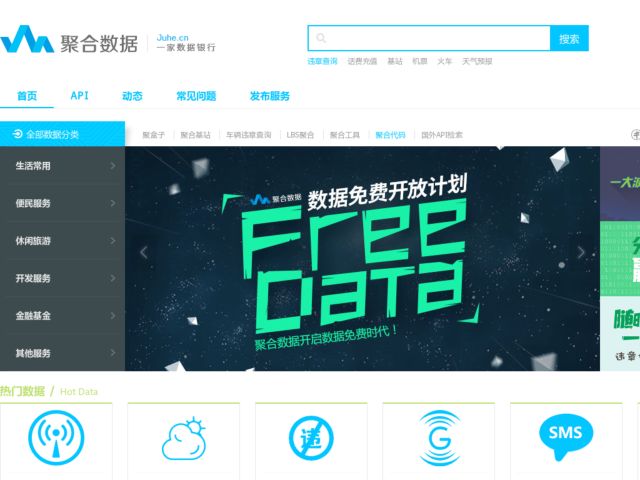 聚合数据
Juhe.cn
一家数据银行
搜索
违章查询 话费充值 基站 机票 火车 天气预报
首页 API 动态 常见问题 发布服务
全部数据分类
聚盒子 聚合基站 车辆违章查询 LBS聚合 聚合工具 聚合代码 国外API检索
生活常用
便民服务
休闲旅游
开发服务
金融基金
其他服务
聚合数据 数据免费开放计划
Free
Data
聚合数据开启数据免费时代！
一大波
随时
违章
热门数据 / Hot Data
违
G
SMS